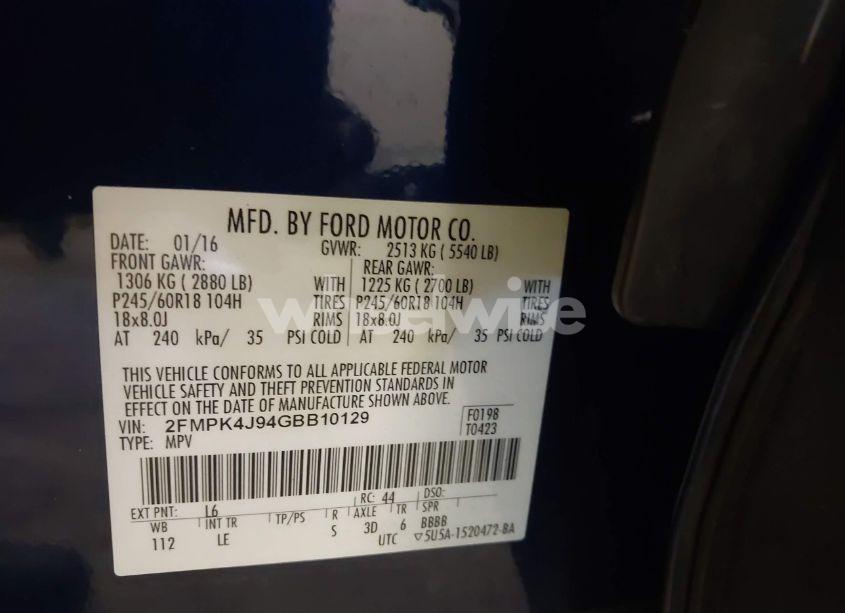 MFD. BY FORD MOTOR CO.
DATE: 01/16 GVWR: 2513 KG ( 5540 LB)
FRONT GAWR: REAR GAWR:
1306 KG ( 2880 LB) WITH 1225 KG ( 2700 LB) WITH
P245/60R18 104H TIRES P245/60R18 104H TIRES
18x8.0J RIMS 18x8.0J RIMS
AT 240 kPa/ 35 PSI COLD AT 240 kPa/ 35 PSI COLD
THIS VEHICLE CONFORMS TO ALL APPLICABLE FEDERAL MOTOR
VEHICLE SAFETY AND THEFT PREVENTION STANDARDS IN
EFFECT ON THE DATE OF MANUFACTURE SHOWN ABOVE.
VIN: 2FMPK4J94GBB10129 F0198
TYPE: MPV T0423
EXT PNT: L6 RC: 44 DSO:
WB INT TR TP/PS R AXLE TR SPR
112 LE S 3D 6 BBBB
UTC ▽5U5A-1520472-BA